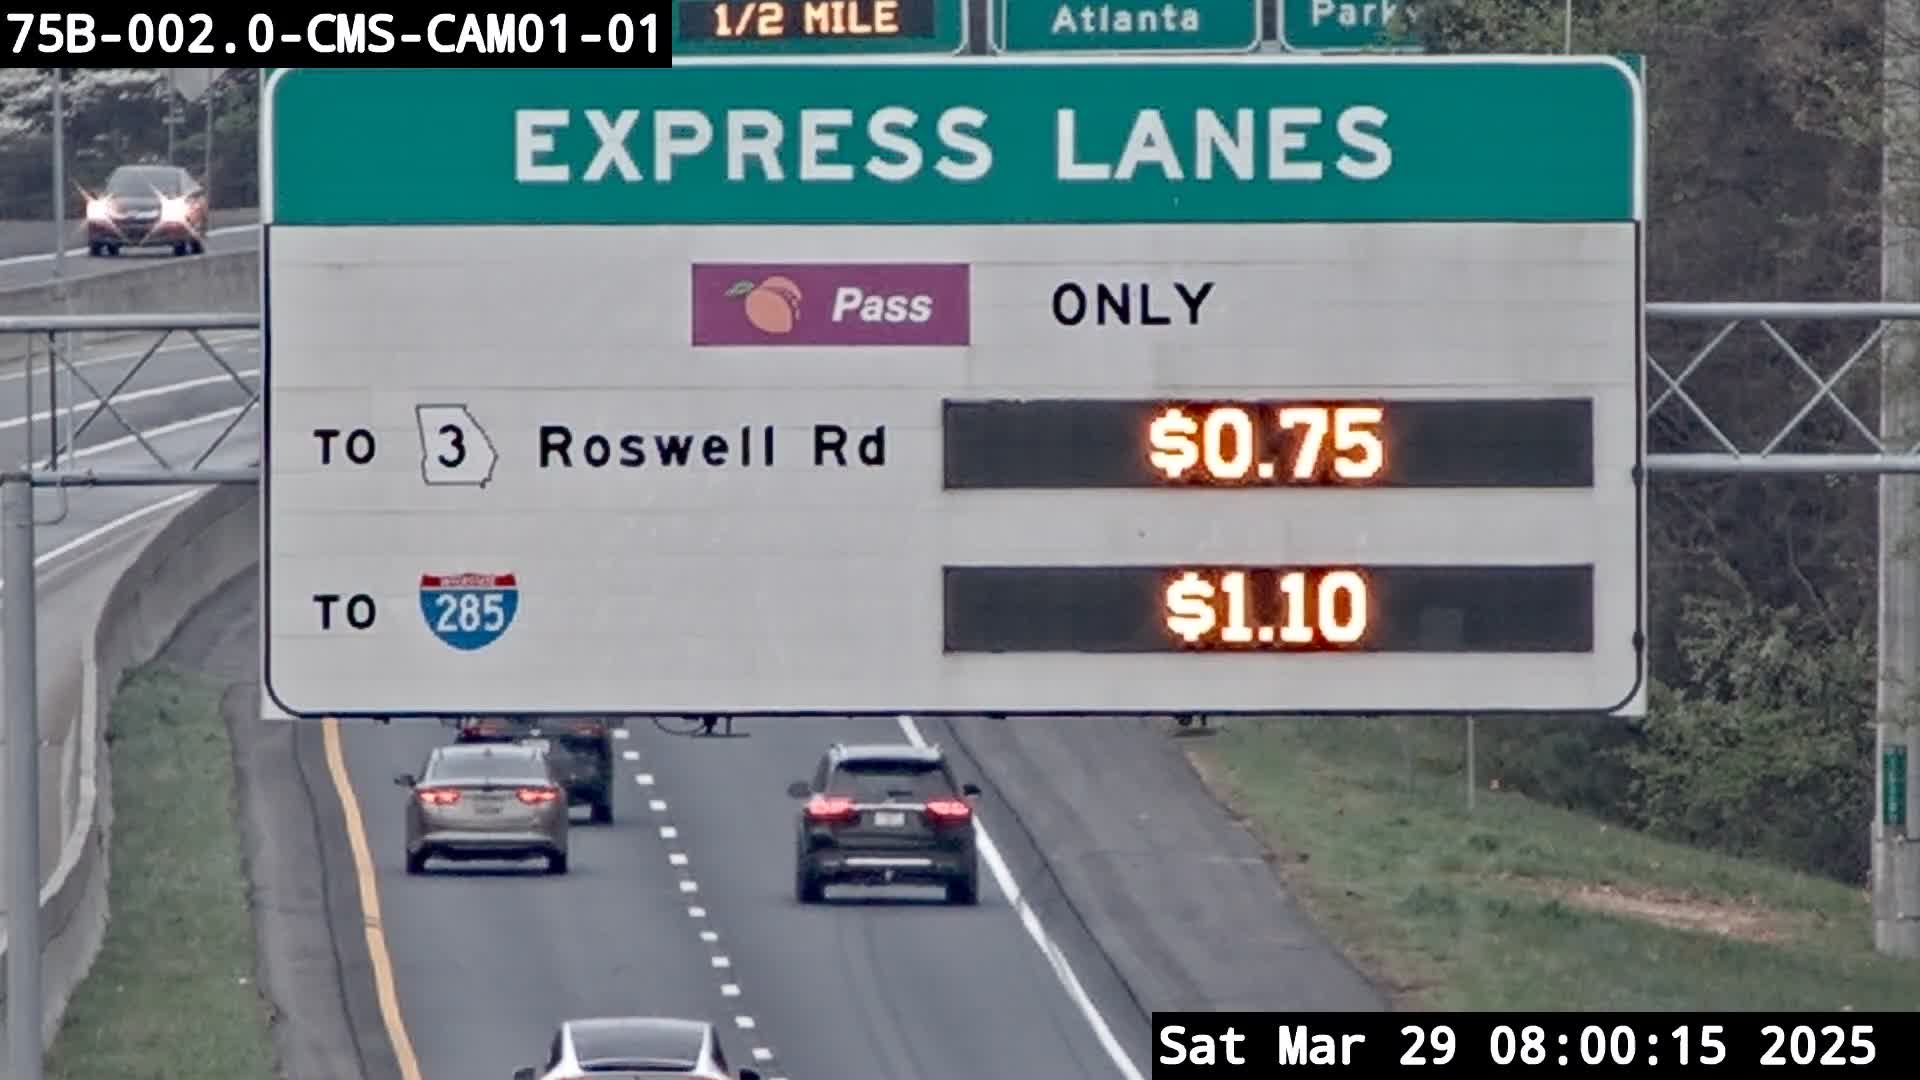 75B-002.0-CMS-CAM01-01
1/2 MILE
Atlanta
EXPRESS LANES
Pass ONLY
TO 3 Roswell Rd $0.75
TO INTERSTATE 285 $1.10
Sat Mar 29 08:00:15 2025